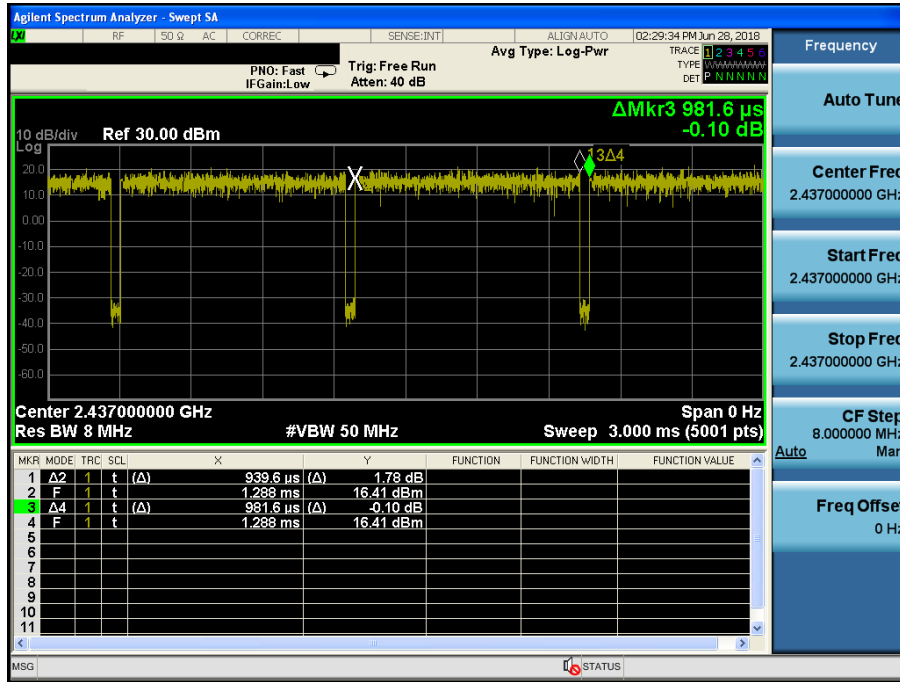 Agilent Spectrum Analyzer - Swept SA
LXI RF 50 Ω AC CORREC SENSE:INT ALIGN AUTO 02:29:34 PM Jun 28, 2018
Frequency
Avg Type: Log-Pwr
TRACE 1 2 3 4 5 6
TYPE
PNO: Fast Trig: Free Run
DET P N N N N N
IFGain:Low Atten: 40 dB
Auto Tune
ΔMkr3 981.6 µs
-0.10 dB
10 dB/div Ref 30.00 dBm
Log
1 3Δ4
20.0
10.0
0.00
-10.0
-20.0
-30.0
-40.0
-50.0
-60.0
X
Center Freq
2.437000000 GHz
Start Freq
2.437000000 GHz
Stop Freq
2.437000000 GHz
Center 2.437000000 GHz Span 0 Hz
Res BW 8 MHz #VBW 50 MHz Sweep 3.000 ms (5001 pts)
CF Step
8.000000 MHz
Auto Man
MKR MODE TRC SCL X Y FUNCTION FUNCTION WIDTH FUNCTION VALUE
1 Δ2 1 t (Δ) 939.6 µs (Δ) 1.78 dB
2 F 1 t 1.288 ms 16.41 dBm
3 Δ4 1 t (Δ) 981.6 µs (Δ) -0.10 dB
4 F 1 t 1.288 ms 16.41 dBm
5
6
7
8
9
10
11
Freq Offset
0 Hz
MSG STATUS